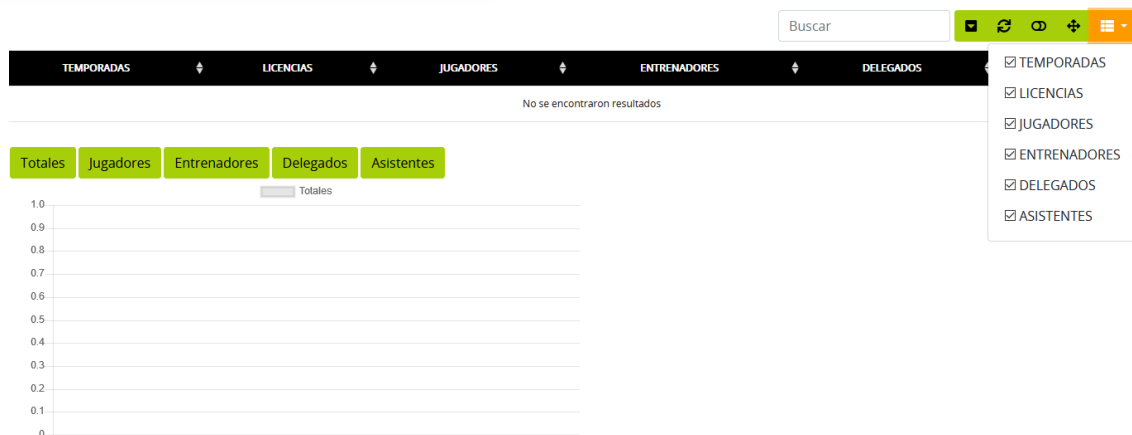 Buscar
TEMPORADAS LICENCIAS JUGADORES ENTRENADORES DELEGADOS
No se encontraron resultados
TEMPORADAS
LICENCIAS
JUGADORES
ENTRENADORES
DELEGADOS
ASISTENTES
Totales Jugadores Entrenadores Delegados Asistentes
Totales
1.0
0.9
0.8
0.7
0.6
0.5
0.4
0.3
0.2
0.1
0